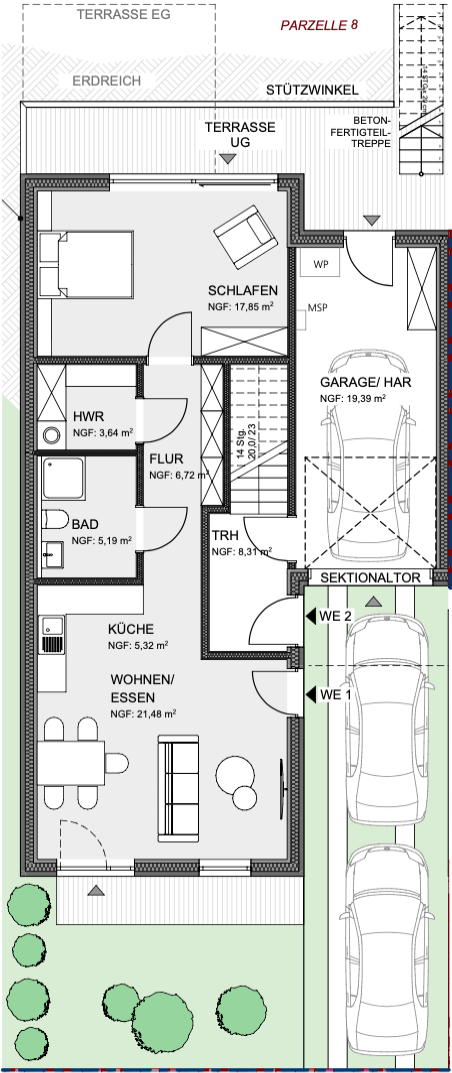 TERRASSE EG
PARZELLE 8
ERDREICH
STÜTZWINKEL
TERRASSE
UG
BETON-
FERTIGTEIL-
TREPPE
WP
MSP
SCHLAFEN
NGF: 17,85 m²
GARAGE/ HAR
NGF: 19,39 m²
HWR
NGF: 3,64 m²
FLUR
NGF: 6,72 m²
14 Stg.
20,0/ 23
BAD
NGF: 5,19 m²
TRH
NGF: 8,31 m²
SEKTIONALTOR
WE 2
KÜCHE
NGF: 5,32 m²
WOHNEN/
ESSEN
NGF: 21,48 m²
WE 1